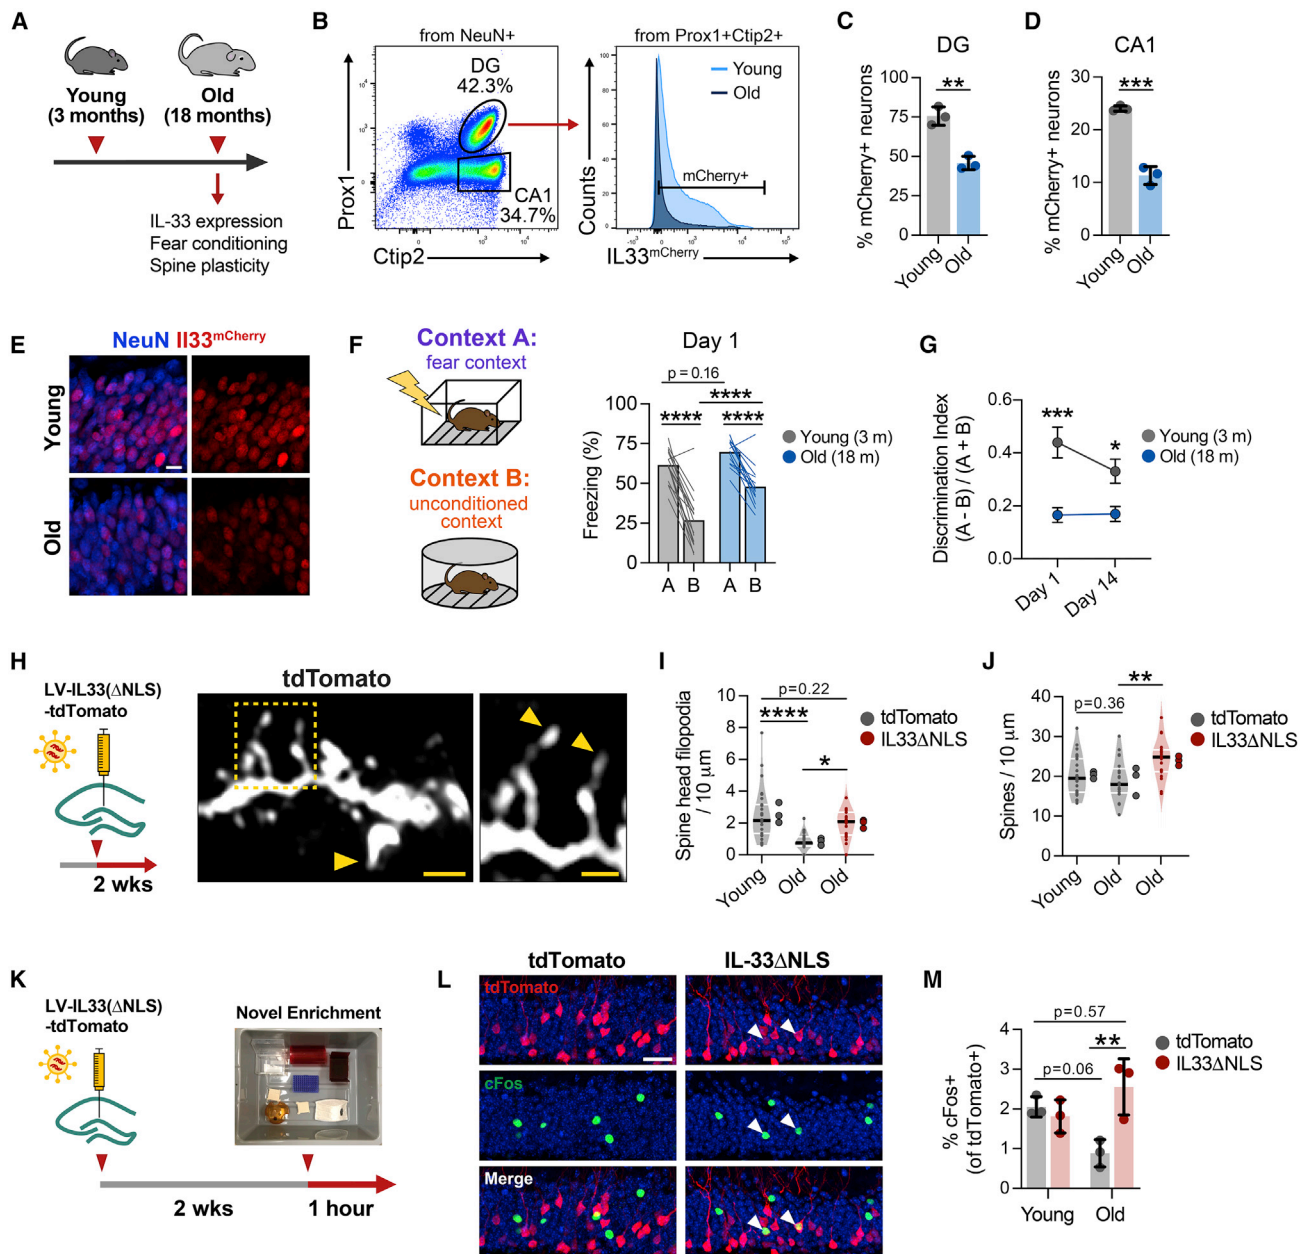 A
Young
(3 months)
Old
(18 months)
IL-33 expression
Fear conditioning
Spine plasticity
B
from NeuN+
DG
42.3%
CA1
34.7%
Prox1
Ctip2
from Prox1+Ctip2+
Young
Old
mCherry+
Counts
IL33mCherry
C
DG
**
% mCherry+ neurons
100
75
50
25
0
Young
Old
D
CA1
***
% mCherry+ neurons
30
20
10
0
Young
Old
E
NeuN Il33mCherry
Young
Old
F
Context A:
fear context
Context B:
unconditioned
context
Day 1
p = 0.16
****
**** ****
Freezing (%)
100
75
50
25
0
A B A B
Young (3 m)
Old (18 m)
G
Discrimination Index
(A - B) / (A + B)
0.6
0.4
0.2
0.0
***
*
Young (3 m)
Old (18 m)
Day 1
Day 14
H
LV-IL33(ΔNLS)
-tdTomato
2 wks
tdTomato
I
Spine head filopodia
/ 10 μm
10
8
6
4
2
0
p=0.22
****
*
tdTomato
IL33ΔNLS
Young
Old
Old
J
Spines / 10 μm
40
30
20
10
0
**
p=0.36
tdTomato
IL33ΔNLS
Young
Old
Old
K
LV-IL33(ΔNLS)
-tdTomato
Novel Enrichment
2 wks
1 hour
L
tdTomato
IL-33ΔNLS
tdTomato
cFos
Merge
M
% cFos+
(of tdTomato+)
4
3
2
1
0
p=0.57
**
p=0.06
tdTomato
IL33ΔNLS
Young
Old